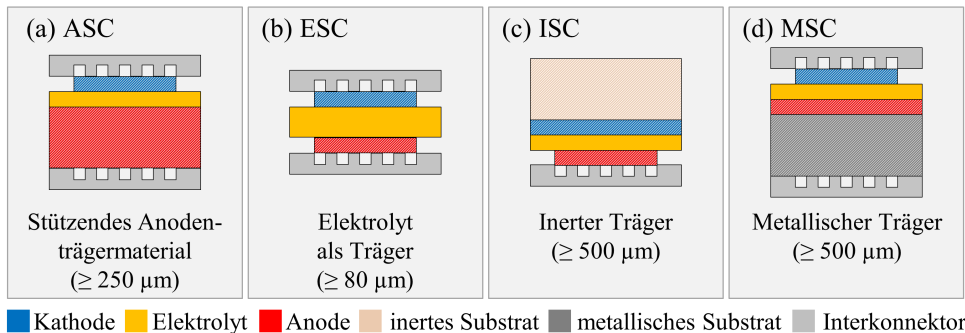 (a) ASC
Stützendes Anoden-
trägermaterial
(≥ 250 µm)
(b) ESC
Elektrolyt
als Träger
(≥ 80 µm)
(c) ISC
Inerter Träger
(≥ 500 µm)
(d) MSC
Metallischer Träger
(≥ 500 µm)
Kathode Elektrolyt Anode inertes Substrat metallisches Substrat Interkonnektor